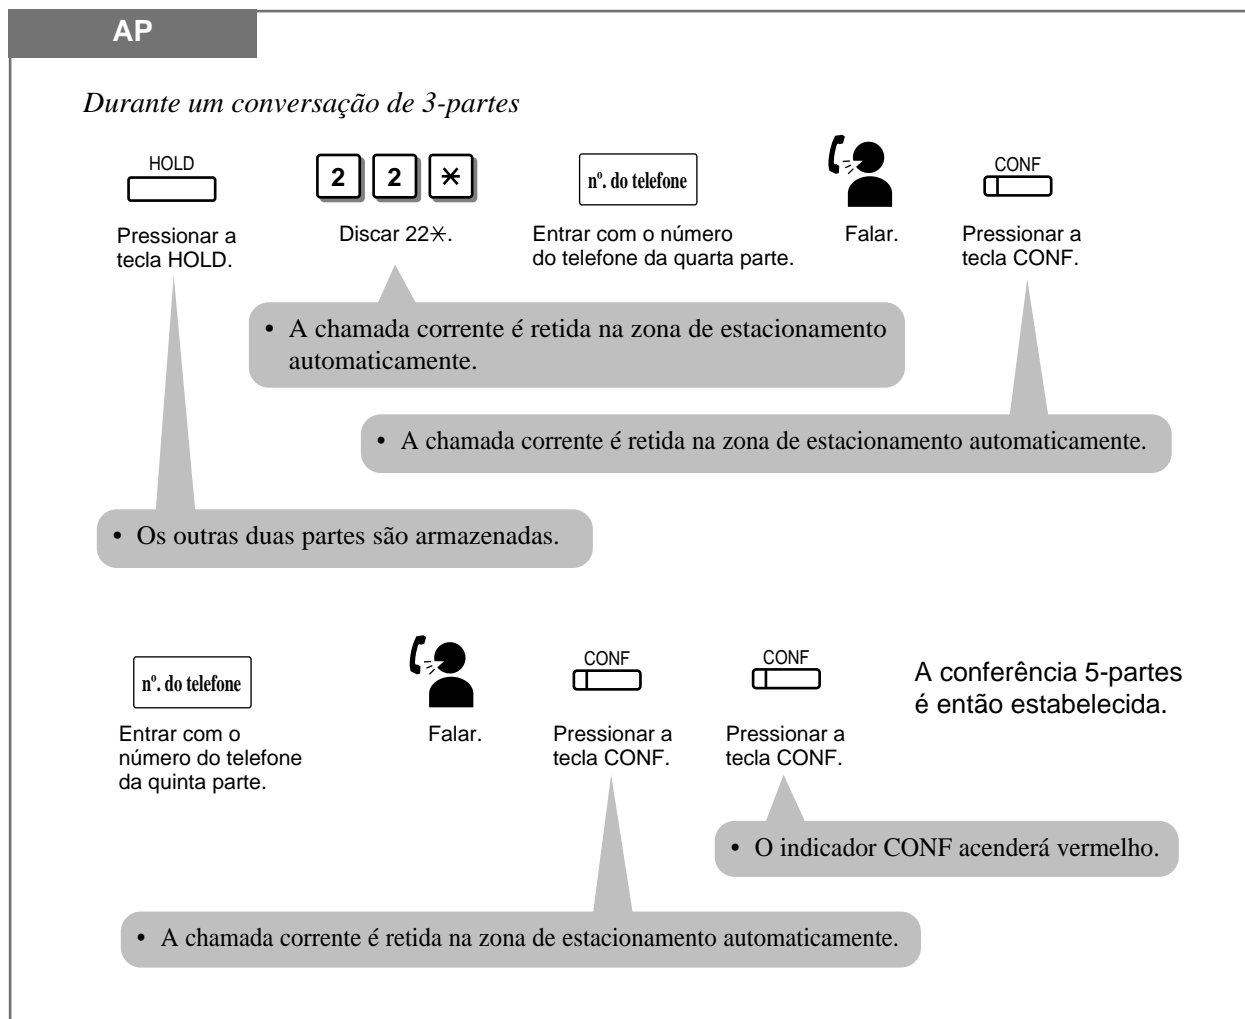 AP
Durante um conversação de 3-partes
HOLD
2 2 ✳
nº. do telefone
CONF
Pressionar a
tecla HOLD.
Discar 22✳.
Entrar com o número
do telefone da quarta parte.
Falar.
Pressionar a
tecla CONF.
• A chamada corrente é retida na zona de estacionamento
automaticamente.
• A chamada corrente é retida na zona de estacionamento automaticamente.
• Os outras duas partes são armazenadas.
nº. do telefone
CONF
CONF
A conferência 5-partes
é então estabelecida.
Entrar com o
número do telefone
da quinta parte.
Falar.
Pressionar a
tecla CONF.
Pressionar a
tecla CONF.
• O indicador CONF acenderá vermelho.
• A chamada corrente é retida na zona de estacionamento automaticamente.